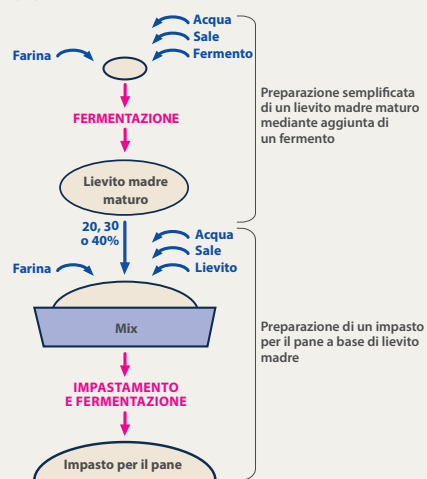 Acqua
Sale
Farina
Fermento
Preparazione semplificata
di un lievito madre maturo
mediante aggiunta di
un fermento
FERMENTAZIONE
Lievito madre
maturo
20, 30
o 40%
Acqua
Sale
Farina
Lievito
Mix
Preparazione di un impasto
per il pane a base di lievito
madre
IMPASTAMENTO
E FERMENTAZIONE
Impasto per il pane